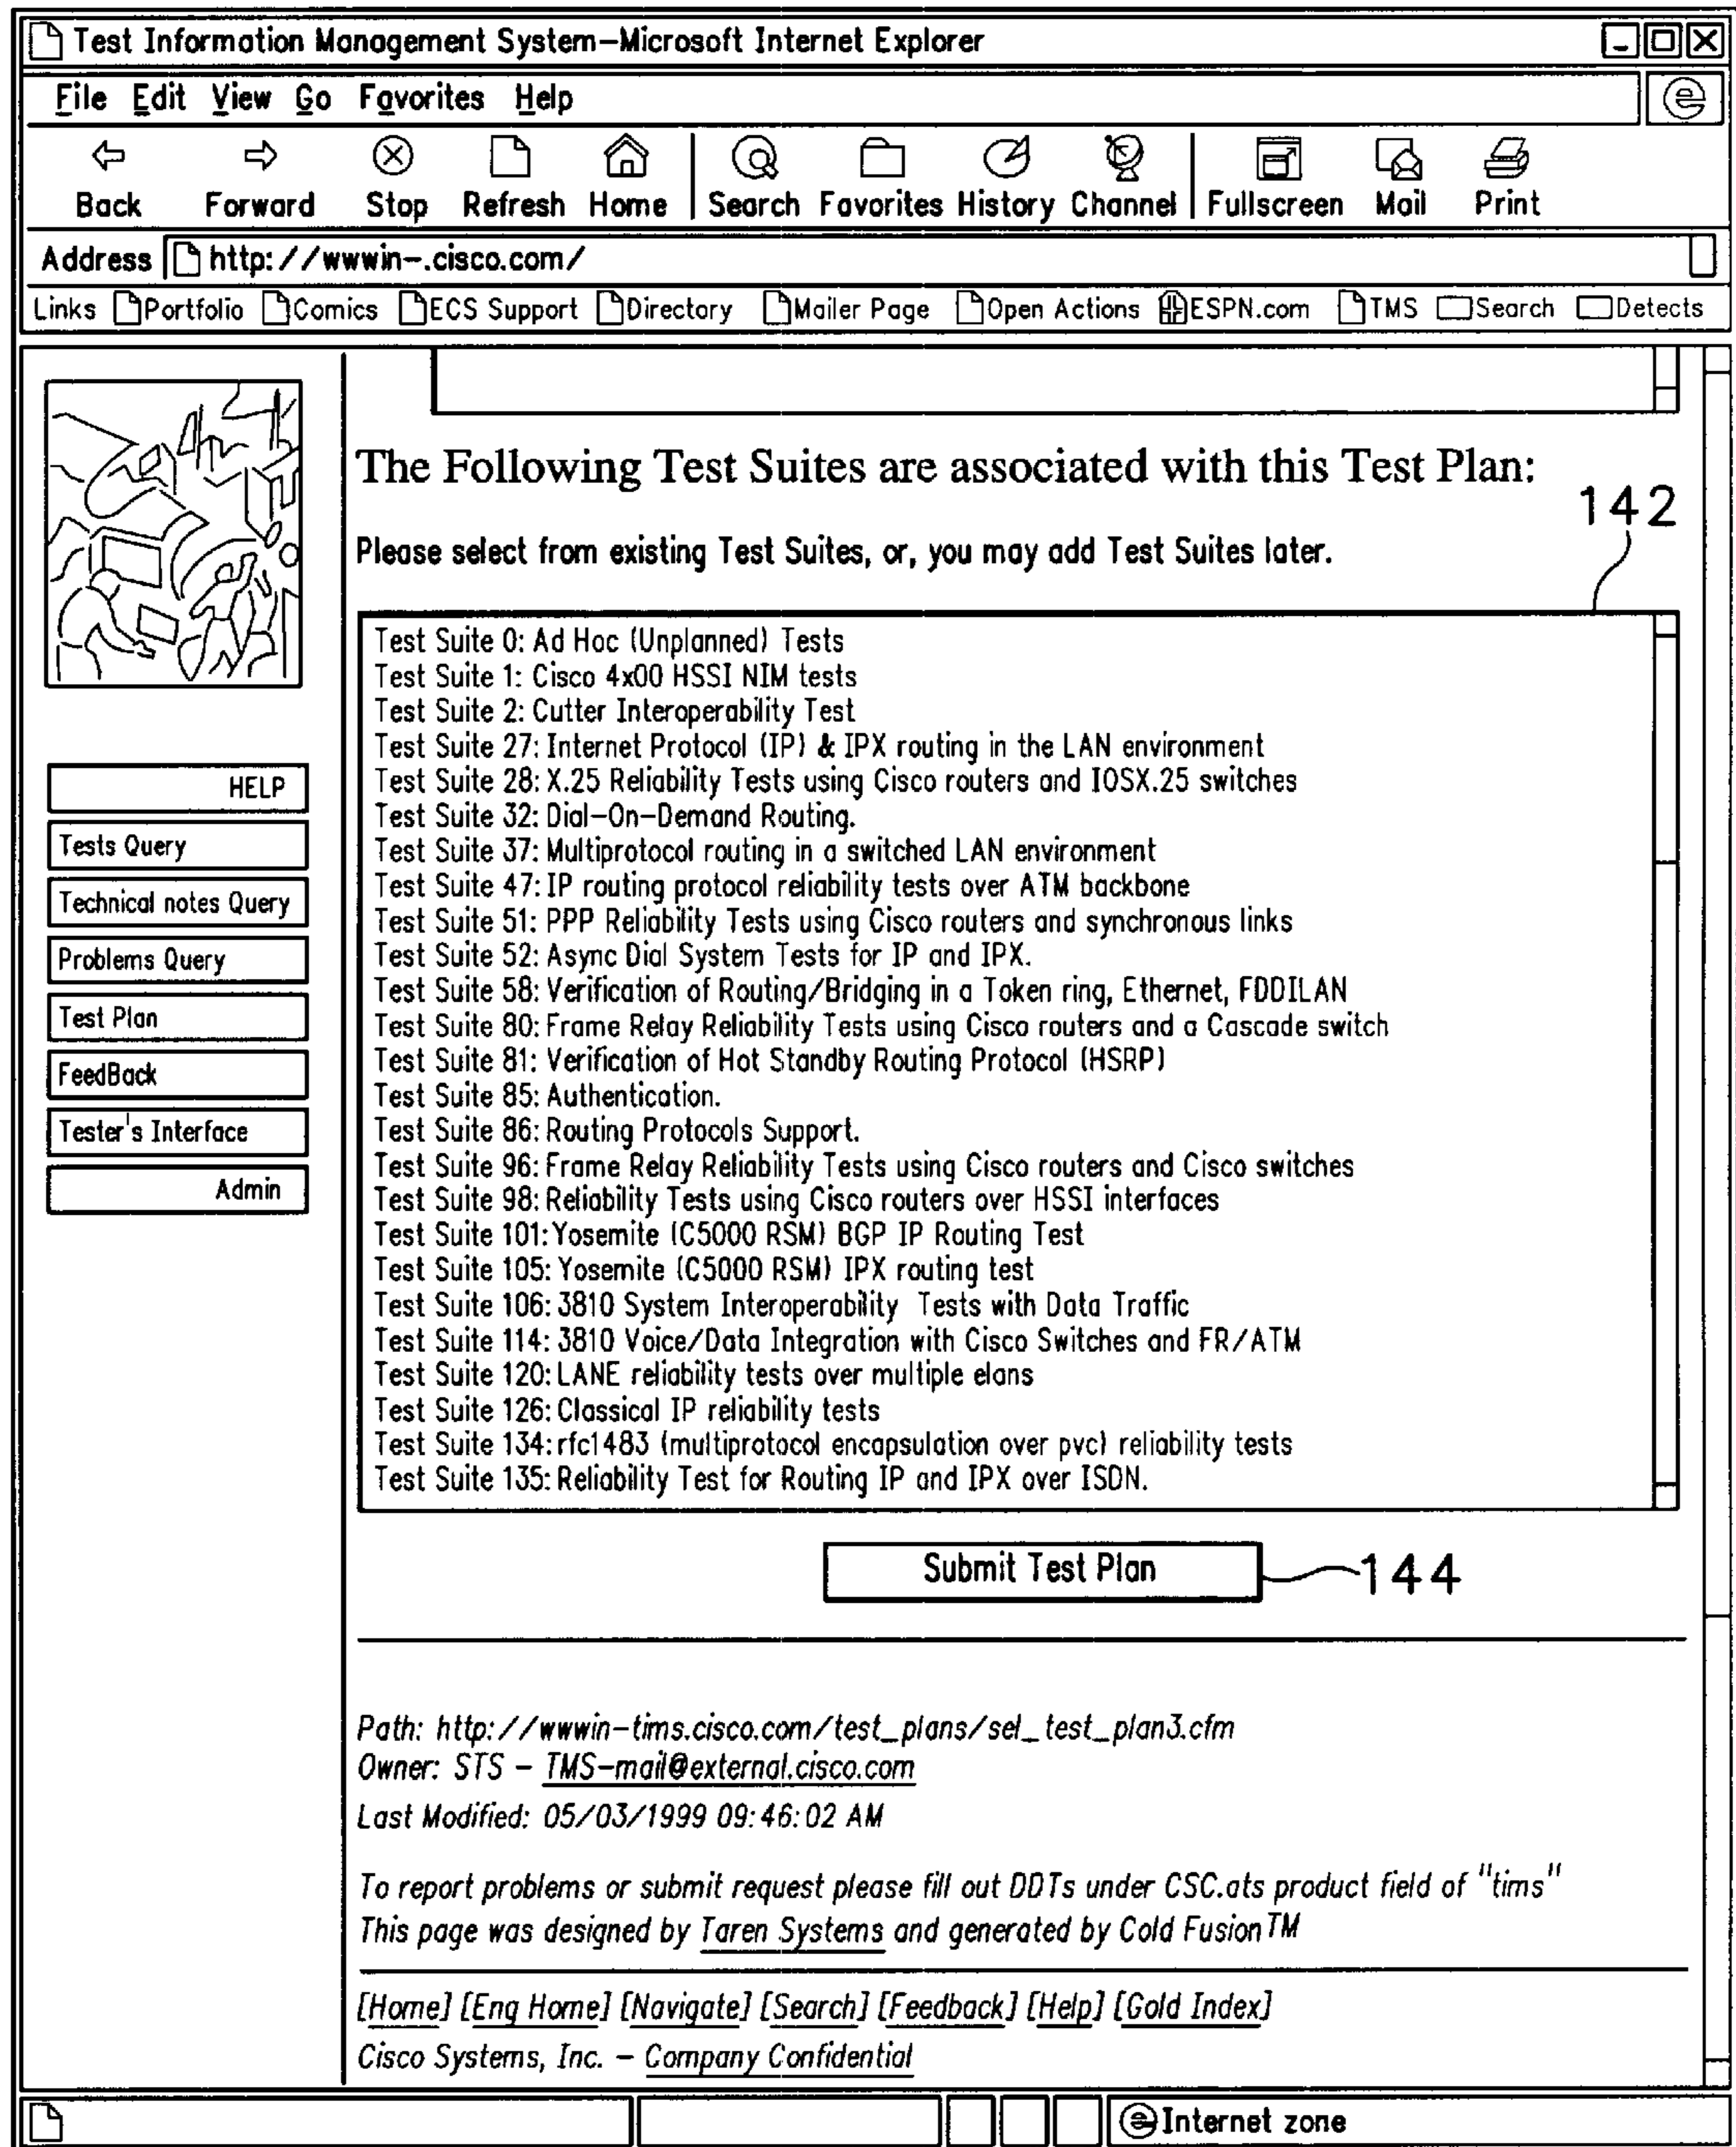 Test Information Management System-Microsoft Internet Explorer
File Edit View Go Favorites Help
Back Forward Stop Refresh Home Search Favorites History Channel Fullscreen Mail Print
Address http://wwwin-.cisco.com/
Links Portfolio Comics ECS Support Directory Mailer Page Open Actions ESPN.com TMS Search Detects
The Following Test Suites are associated with this Test Plan:
142
Please select from existing Test Suites, or, you may add Test Suites later.
Test Suite 0: Ad Hoc (Unplanned) Tests
Test Suite 1: Cisco 4x00 HSSI NIM tests
Test Suite 2: Cutter Interoperability Test
Test Suite 27: Internet Protocol (IP) & IPX routing in the LAN environment
Test Suite 28: X.25 Reliability Tests using Cisco routers and IOSX.25 switches
Test Suite 32: Dial-On-Demand Routing.
Test Suite 37: Multiprotocol routing in a switched LAN environment
Test Suite 47: IP routing protocol reliability tests over ATM backbone
Test Suite 51: PPP Reliability Tests using Cisco routers and synchronous links
Test Suite 52: Async Dial System Tests for IP and IPX.
Test Suite 58: Verification of Routing/Bridging in a Token ring, Ethernet, FDDILAN
Test Suite 80: Frame Relay Reliability Tests using Cisco routers and a Cascade switch
Test Suite 81: Verification of Hot Standby Routing Protocol (HSRP)
Test Suite 85: Authentication.
Test Suite 86: Routing Protocols Support.
Test Suite 96: Frame Relay Reliability Tests using Cisco routers and Cisco switches
Test Suite 98: Reliability Tests using Cisco routers over HSSI interfaces
Test Suite 101: Yosemite (C5000 RSM) BGP IP Routing Test
Test Suite 105: Yosemite (C5000 RSM) IPX routing test
Test Suite 106: 3810 System Interoperability Tests with Data Traffic
Test Suite 114: 3810 Voice/Data Integration with Cisco Switches and FR/ATM
Test Suite 120: LANE reliability tests over multiple elans
Test Suite 126: Classical IP reliability tests
Test Suite 134: rfc1483 (multiprotocol encapsulation over pvc) reliability tests
Test Suite 135: Reliability Test for Routing IP and IPX over ISDN.
HELP
Tests Query
Technical notes Query
Problems Query
Test Plan
FeedBack
Tester's Interface
Admin
Submit Test Plan
144
Path: http://wwwin-tims.cisco.com/test_plans/sel_test_plan3.cfm
Owner: STS - TMS-mail@external.cisco.com
Last Modified: 05/03/1999 09:46:02 AM
To report problems or submit request please fill out DDTs under CSC.ats product field of "tims"
This page was designed by Taren Systems and generated by Cold Fusion TM
[Home] [Eng Home] [Navigate] [Search] [Feedback] [Help] [Gold Index]
Cisco Systems, Inc. - Company Confidential
Internet zone